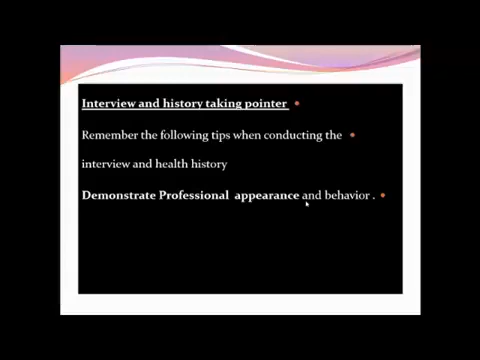 Interview and history taking pointer
Remember the following tips when conducting the
interview and health history
Demonstrate Professional appearance and behavior .